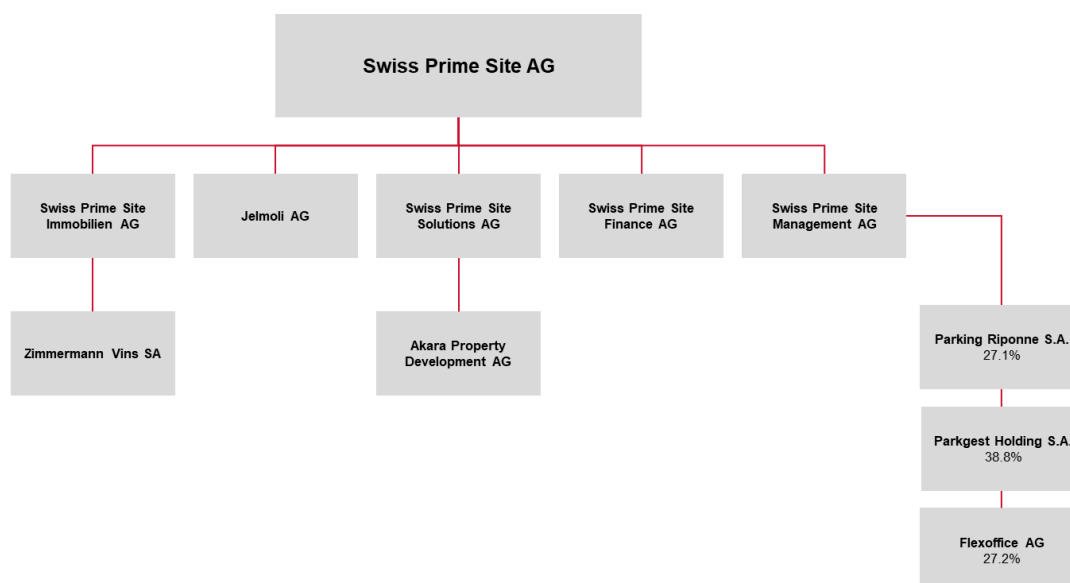 Swiss Prime Site AG
Swiss Prime Site
Immobilien AG
Jelmoli AG
Swiss Prime Site
Solutions AG
Swiss Prime Site
Finance AG
Swiss Prime Site
Management AG
Zimmermann Vins SA
Akara Property
Development AG
Parking Riponne S.A.
27.1%
Parkgest Holding S.A.
38.8%
Flexoffice AG
27.2%